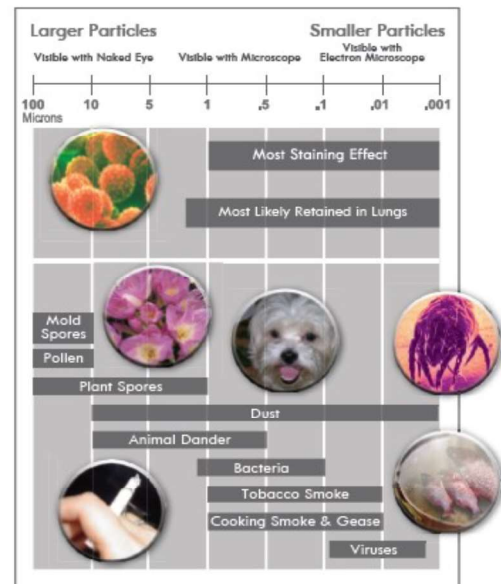 Larger Particles
Smaller Particles
Visible with Naked Eye
Visible with Microscope
Visible with
Electron Microscope
100 10 5 1 .5 .1 .01 .001
Microns
Most Staining Effect
Most Likely Retained in Lungs
Mold
Spores
Pollen
Plant Spores
Dust
Animal Dander
Bacteria
Tobacco Smoke
Cooking Smoke & Gease
Viruses